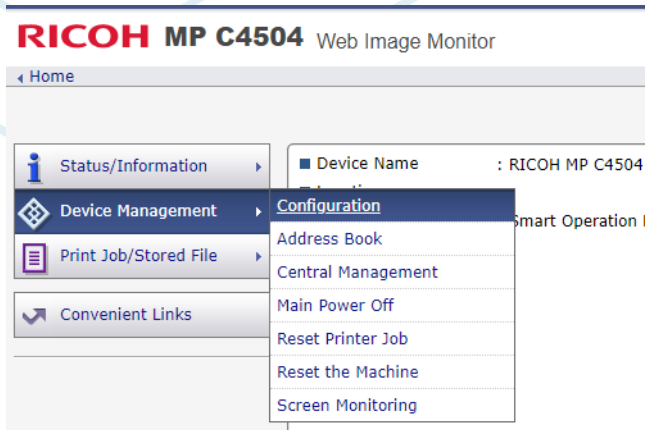 RICOH MP C4504 Web Image Monitor
Home
Status/Information
Device Name : RICOH MP C4504
Device Management
Configuration
Smart Operation
Address Book
Print Job/Stored File
Central Management
Main Power Off
Convenient Links
Reset Printer Job
Reset the Machine
Screen Monitoring